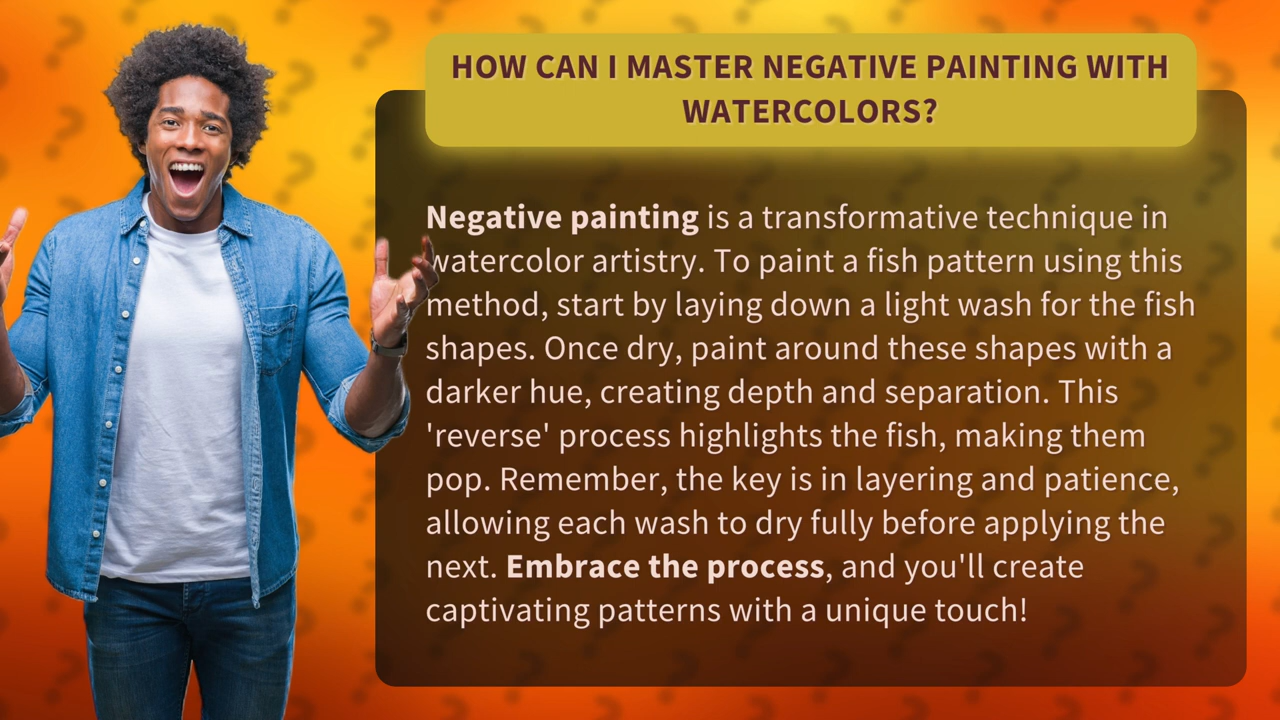 HOW CAN I MASTER NEGATIVE PAINTING WITH
WATERCOLORS?
Negative painting is a transformative technique in
watercolor artistry. To paint a fish pattern using this
method, start by laying down a light wash for the fish
shapes. Once dry, paint around these shapes with a
darker hue, creating depth and separation. This
'reverse' process highlights the fish, making them
pop. Remember, the key is in layering and patience,
allowing each wash to dry fully before applying the
next. Embrace the process, and you'll create
captivating patterns with a unique touch!